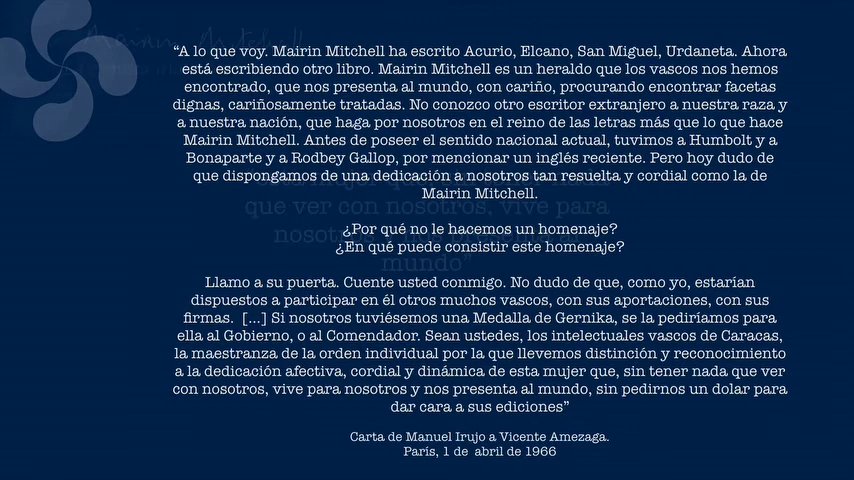 Mairin Mitchell
“A lo que voy. Mairin Mitchell ha escrito Acurio, Elcano, San Miguel, Urdaneta. Ahora
está escribiendo otro libro. Mairin Mitchell es un heraldo que los vascos nos hemos
encontrado, que nos presenta al mundo, con cariño, procurando encontrar facetas
dignas, cariñosamente tratadas. No conozco otro escritor extranjero a nuestra raza y
a nuestra nación, que haga por nosotros en el reino de las letras más que lo que hace
Mairin Mitchell. Antes de poseer el sentido nacional actual, tuvimos a Humbolt y a
Bonaparte y a Rodbey Gallop, por mencionar un inglés reciente. Pero hoy dudo de
que dispongamos de una dedicación a nosotros tan resuelta y cordial como la de
Mairin Mitchell.
que ver con nosotros, vive para
¿Por qué no le hacemos un homenaje?
¿En qué puede consistir este homenaje?
mundo”
Llamo a su puerta. Cuente usted conmigo. No dudo de que, como yo, estarían
dispuestos a participar en él otros muchos vascos, con sus aportaciones, con sus
firmas. [...] Si nosotros tuviésemos una Medalla de Gernika, se la pediríamos para
ella al Gobierno, o al Comendador. Sean ustedes, los intelectuales vascos de Caracas,
la maestranza de la orden individual por la que llevemos distinción y reconocimiento
a la dedicación afectiva, cordial y dinámica de esta mujer que, sin tener nada que ver
con nosotros, vive para nosotros y nos presenta al mundo, sin pedirnos un dolar para
dar cara a sus ediciones”
Carta de Manuel Irujo a Vicente Amezaga.
París, 1 de abril de 1966